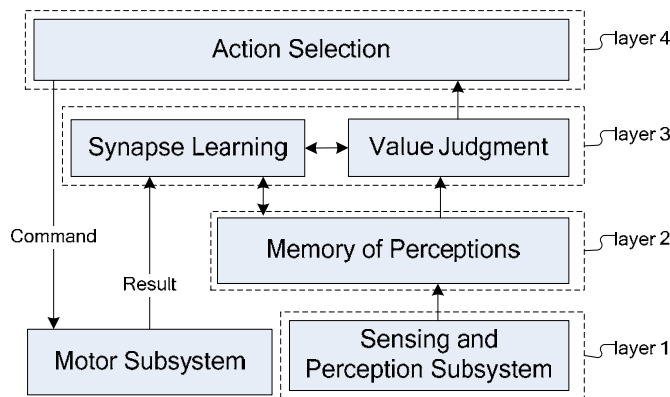 Action Selection
layer 4
Synapse Learning
Value Judgment
layer 3
Command
Memory of Perceptions
layer 2
Result
Motor Subsystem
Sensing and
Perception Subsystem
layer 1